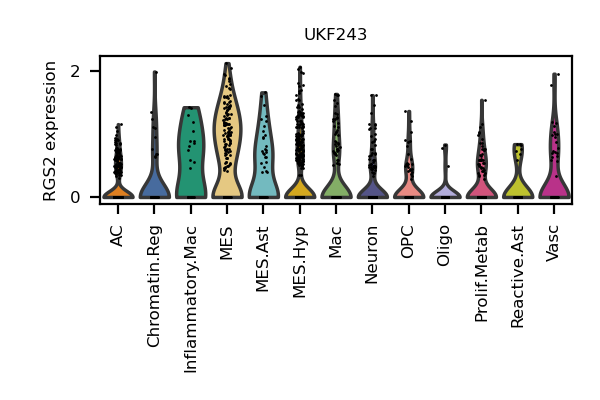 UKF243
RGS2 expression
2
0
AC
Chromatin.Reg
Inflammatory.Mac
MES
MES.Ast
MES.Hyp
Mac
Neuron
OPC
Oligo
Prolif.Metab
Reactive.Ast
Vasc